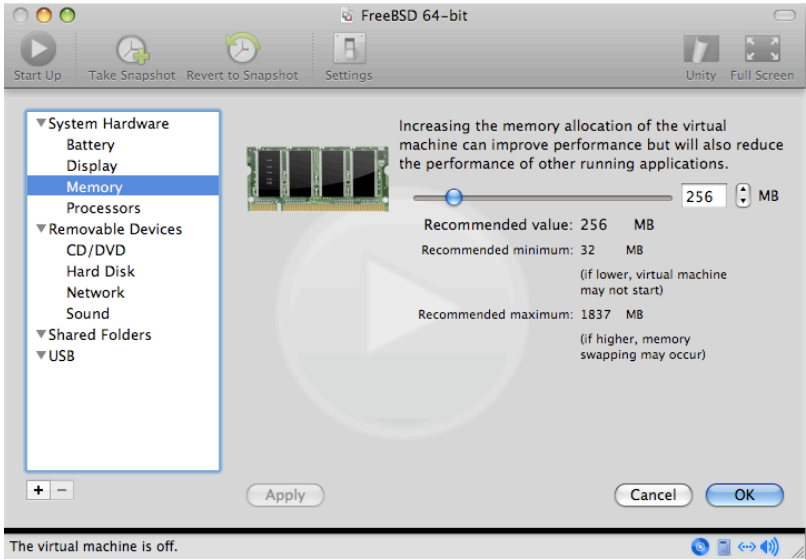 FreeBSD 64-bit
Start Up
Take Snapshot
Revert to Snapshot
Settings
Unity
Full Screen
System Hardware
Battery
Display
Memory
Processors
Removable Devices
CD/DVD
Hard Disk
Network
Sound
Shared Folders
USB
+ −
Increasing the memory allocation of the virtual
machine can improve performance but will also reduce
the performance of other running applications.
256 MB
Recommended value: 256 MB
Recommended minimum: 32 MB
(if lower, virtual machine
may not start)
Recommended maximum: 1837 MB
(if higher, memory
swapping may occur)
Apply
Cancel
OK
The virtual machine is off.